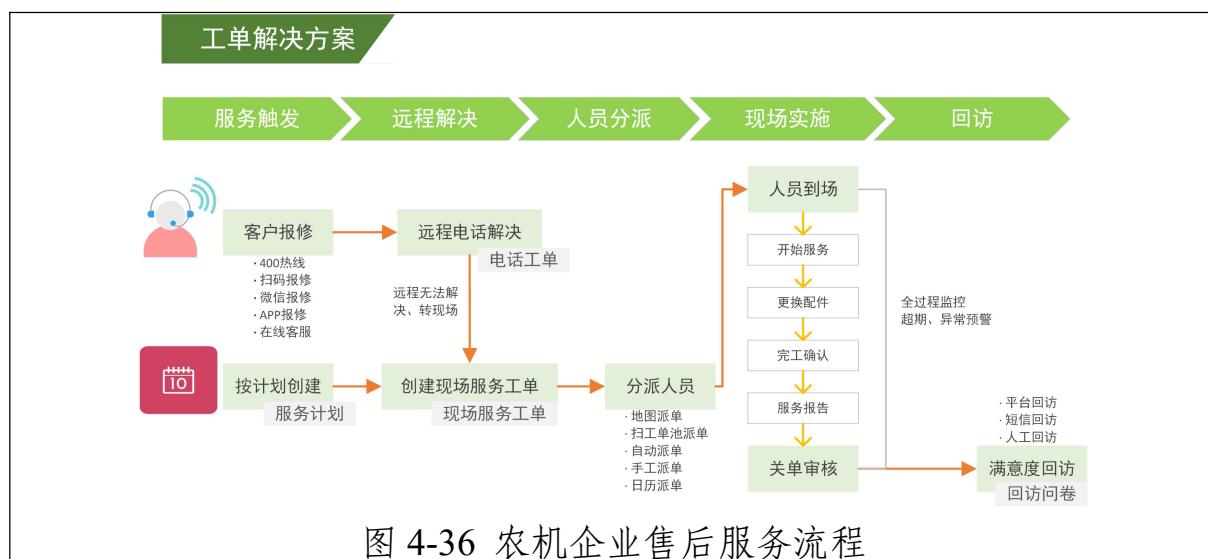 工单解决方案
服务触发
远程解决
人员分派
现场实施
回访
客户报修
·400热线
·扫码报修
·微信报修
·APP报修
·在线客服
远程电话解决
电话工单
远程无法解
决、转现场
10
按计划创建
服务计划
创建现场服务工单
现场服务工单
分派人员
·地图派单
·扫工单池派单
·自动派单
·手工派单
·日历派单
人员到场
开始服务
更换配件
完工确认
服务报告
关单审核
全过程监控
超期、异常预警
·平台回访
·短信回访
·人工回访
满意度回访
回访问卷
图 4-36 农机企业售后服务流程